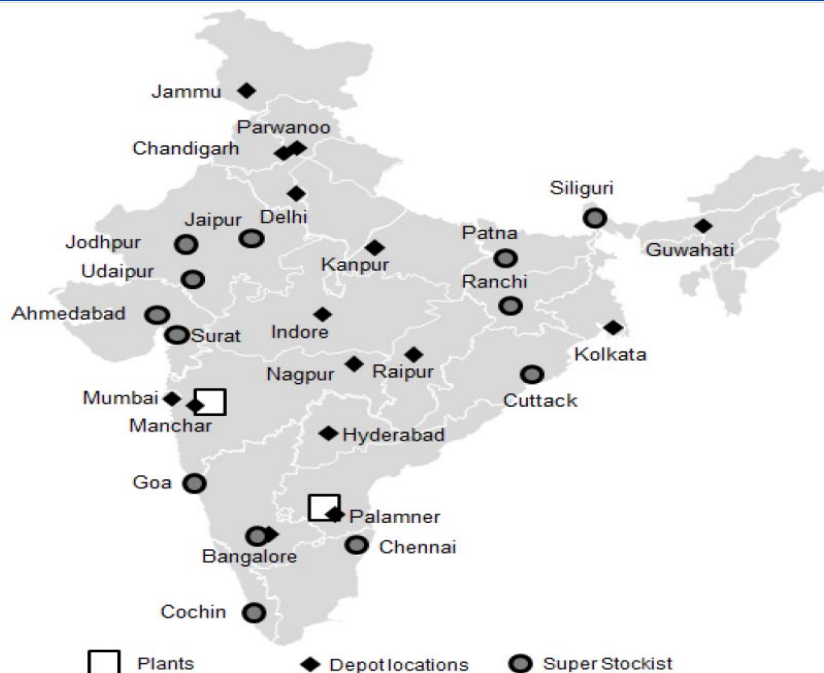 Jammu
Parwanoo
Chandigarh
Siliguri
Jaipur
Delhi
Patna
Jodhpur
Guwahati
Kanpur
Udaipur
Ranchi
Ahmedabad
Surat
Indore
Kolkata
Nagpur
Raipur
Mumbai
Cuttack
Manchar
Hyderabad
Goa
Palamner
Chennai
Bangalore
Cochin
Plants
Depot locations
Super Stockist